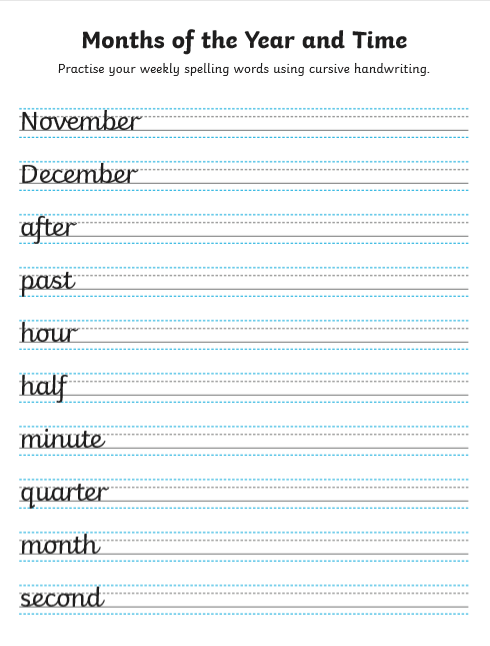 Months of the Year and Time
Practise your weekly spelling words using cursive handwriting.
November
December
after
past
hour
half
minute
quarter
month
second